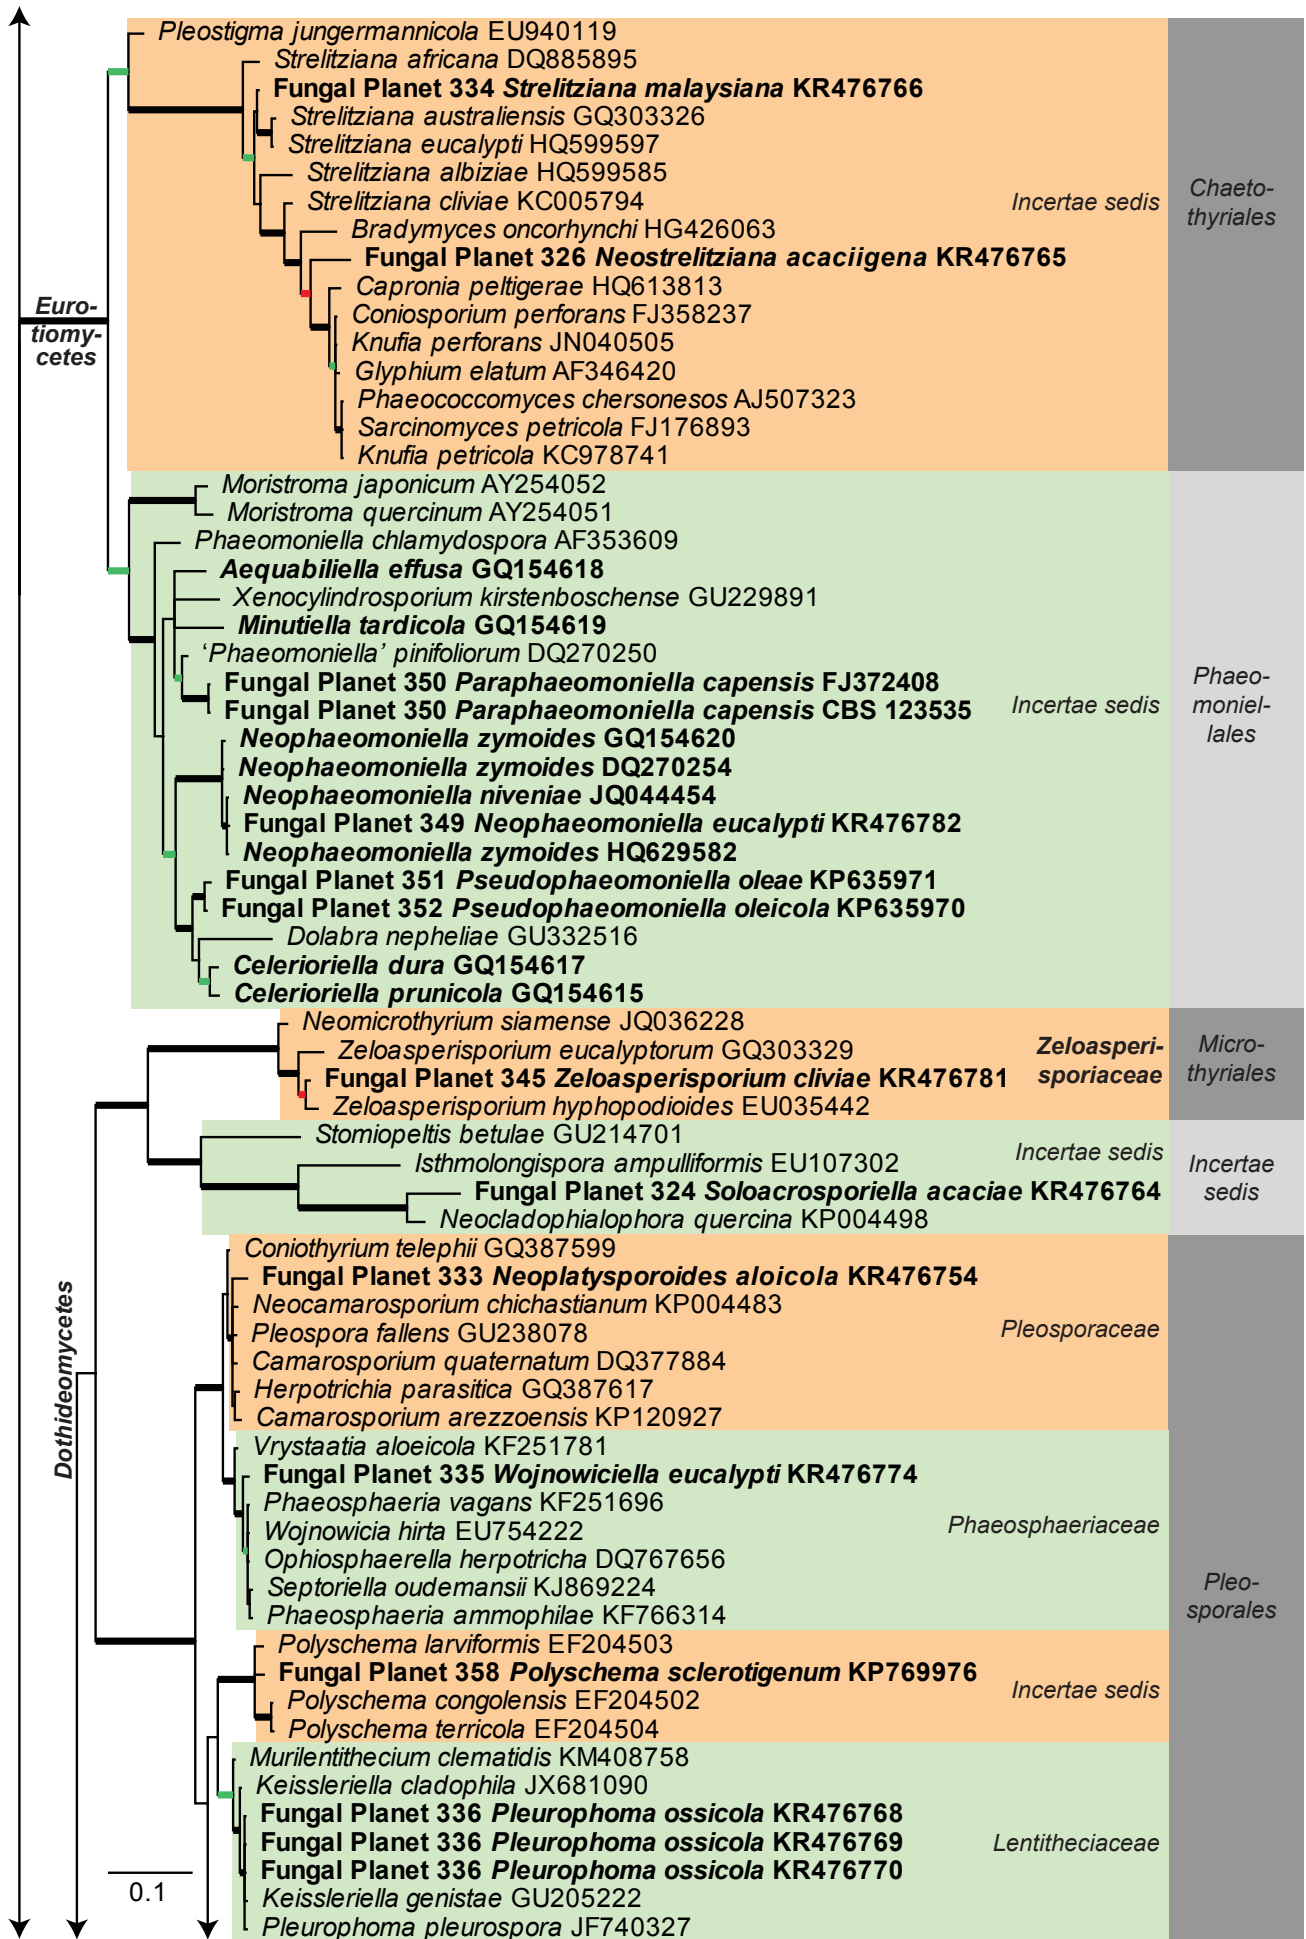 Pleostigma jungermannicola EU940119
Strelitziana africana DQ885895
Fungal Planet 334 Strelitziana malaysiana KR476766
Strelitziana australiensis GQ303326
Strelitziana eucalypti HQ599597
Strelitziana albiziae HQ599585
Strelitziana cliviae KC005794
Bradymyces oncorhynchi HG426063
Fungal Planet 326 Neostrelitziana acaciigena KR476765
Capronia peltigerae HQ613813
Coniosporium perforans FJ358237
Knufia perforans JN040505
Glyphium elatum AF346420
Phaeococcomyces chersonesos AJ507323
Sarcinomyces petricola FJ176893
Knufia petricola KC978741
Incertae sedis
Chaeto-
thyriales
Euro-
tiomy-
cetes
Moristroma japonicum AY254052
Moristroma quercinum AY254051
Phaeomoniella chlamydospora AF353609
Aequabiliella effusa GQ154618
Xenocylindrosporium kirstenboschense GU229891
Minutiella tardicola GQ154619
‘Phaeomoniella’ pinifoliorum DQ270250
Fungal Planet 350 Paraphaeomoniella capensis FJ372408
Fungal Planet 350 Paraphaeomoniella capensis CBS 123535
Neophaeomoniella zymoides GQ154620
Neophaeomoniella zymoides DQ270254
Neophaeomoniella niveniae JQ044454
Fungal Planet 349 Neophaeomoniella eucalypti KR476782
Neophaeomoniella zymoides HQ629582
Fungal Planet 351 Pseudophaeomoniella oleae KP635971
Fungal Planet 352 Pseudophaeomoniella oleicola KP635970
Dolabra nepheliae GU332516
Celerioriella dura GQ154617
Celerioriella prunicola GQ154615
Incertae sedis
Phaeo-
moniel-
lales
Neomicrothyrium siamense JQ036228
Zeloasperisporium eucalyptorum GQ303329
Fungal Planet 345 Zeloasperisporium cliviae KR476781
Zeloasperisporium hyphopodioides EU035442
Zeloasperi-
sporiaceae
Micro-
thyriales
Stomiopeltis betulae GU214701
Isthmolongispora ampulliformis EU107302
Fungal Planet 324 Soloacrosporiella acaciae KR476764
Neocladophialophora quercina KP004498
Incertae sedis
Incertae
sedis
Coniothyrium telephii GQ387599
Fungal Planet 333 Neoplatysporoides aloicola KR476754
Neocamarosporium chichastianum KP004483
Pleospora fallens GU238078
Camarosporium quaternatum DQ377884
Herpotrichia parasitica GQ387617
Camarosporium arezzoensis KP120927
Pleosporaceae
Dothideomycetes
Vrystaatia aloeicola KF251781
Fungal Planet 335 Wojnowiciella eucalypti KR476774
Phaeosphaeria vagans KF251696
Wojnowicia hirta EU754222
Ophiosphaerella herpotricha DQ767656
Septoriella oudemansii KJ869224
Phaeosphaeria ammophilae KF766314
Phaeosphaeriaceae
Pleo-
sporales
Polyschema larviformis EF204503
Fungal Planet 358 Polyschema sclerotigenum KP769976
Polyschema congolensis EF204502
Polyschema terricola EF204504
Incertae sedis
Murilentithecium clematidis KM408758
Keissleriella cladophila JX681090
Fungal Planet 336 Pleurophoma ossicola KR476768
Fungal Planet 336 Pleurophoma ossicola KR476769
Fungal Planet 336 Pleurophoma ossicola KR476770
Keissleriella genistae GU205222
Pleurophoma pleurospora JF740327
Lentitheciaceae
0.1